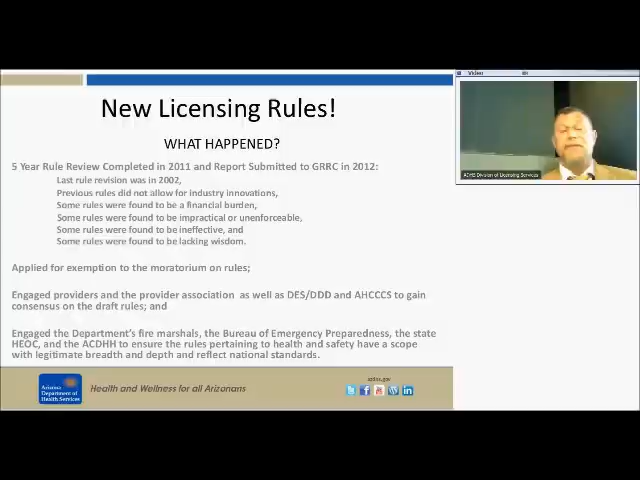 New Licensing Rules!
WHAT HAPPENED?
5 Year Rule Review Completed in 2011 and Report Submitted to GRRC in 2012:
Last rule revision was in 2002,
Previous rules did not allow for industry innovations,
Some rules were found to be a financial burden,
Some rules were found to be impractical or unenforceable,
Some rules were found to be ineffective, and
Some rules were found to be lacking wisdom.
Applied for exemption to the moratorium on rules;
Engaged providers and the provider association as well as DES/DDD and AHCCCS to gain
consensus on the draft rules; and
Engaged the Department's fire marshals, the Bureau of Emergency Preparedness, the state
HEOC, and the ACDHH to ensure the rules pertaining to health and safety have a scope
with legitimate breadth and depth and reflect national standards.
Arizona
Department of
Health Services
Health and Wellness for all Arizonans
azdhs.gov
Video
ADHS Division of Licensing Services